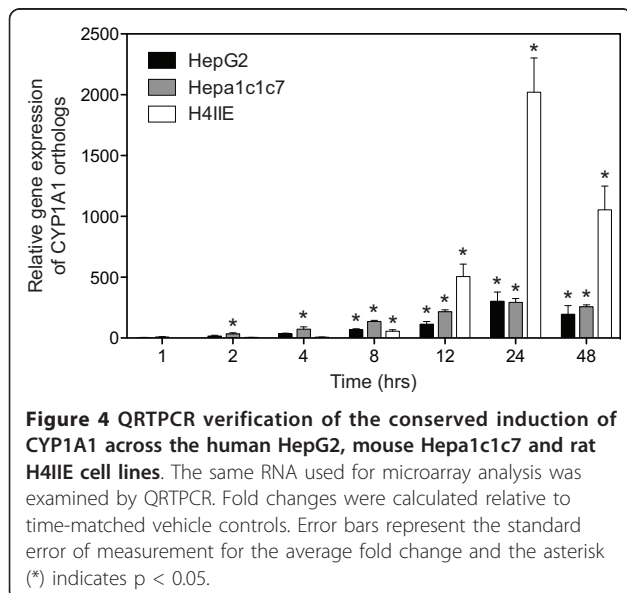 2500
2000
1500
1000
500
0
Relative gene expression
of CYP1A1 orthologs
HepG2
Hepa1c1c7
H4IIE
* * * * * * * * * * * * * * *
1 2 4 8 12 24 48
Time (hrs)
Figure 4 QRTPCR verification of the conserved induction of
CYP1A1 across the human HepG2, mouse Hepa1c1c7 and rat
H4IIE cell lines. The same RNA used for microarray analysis was
examined by QRTPCR. Fold changes were calculated relative to
time-matched vehicle controls. Error bars represent the standard
error of measurement for the average fold change and the asterisk
(*) indicates p < 0.05.